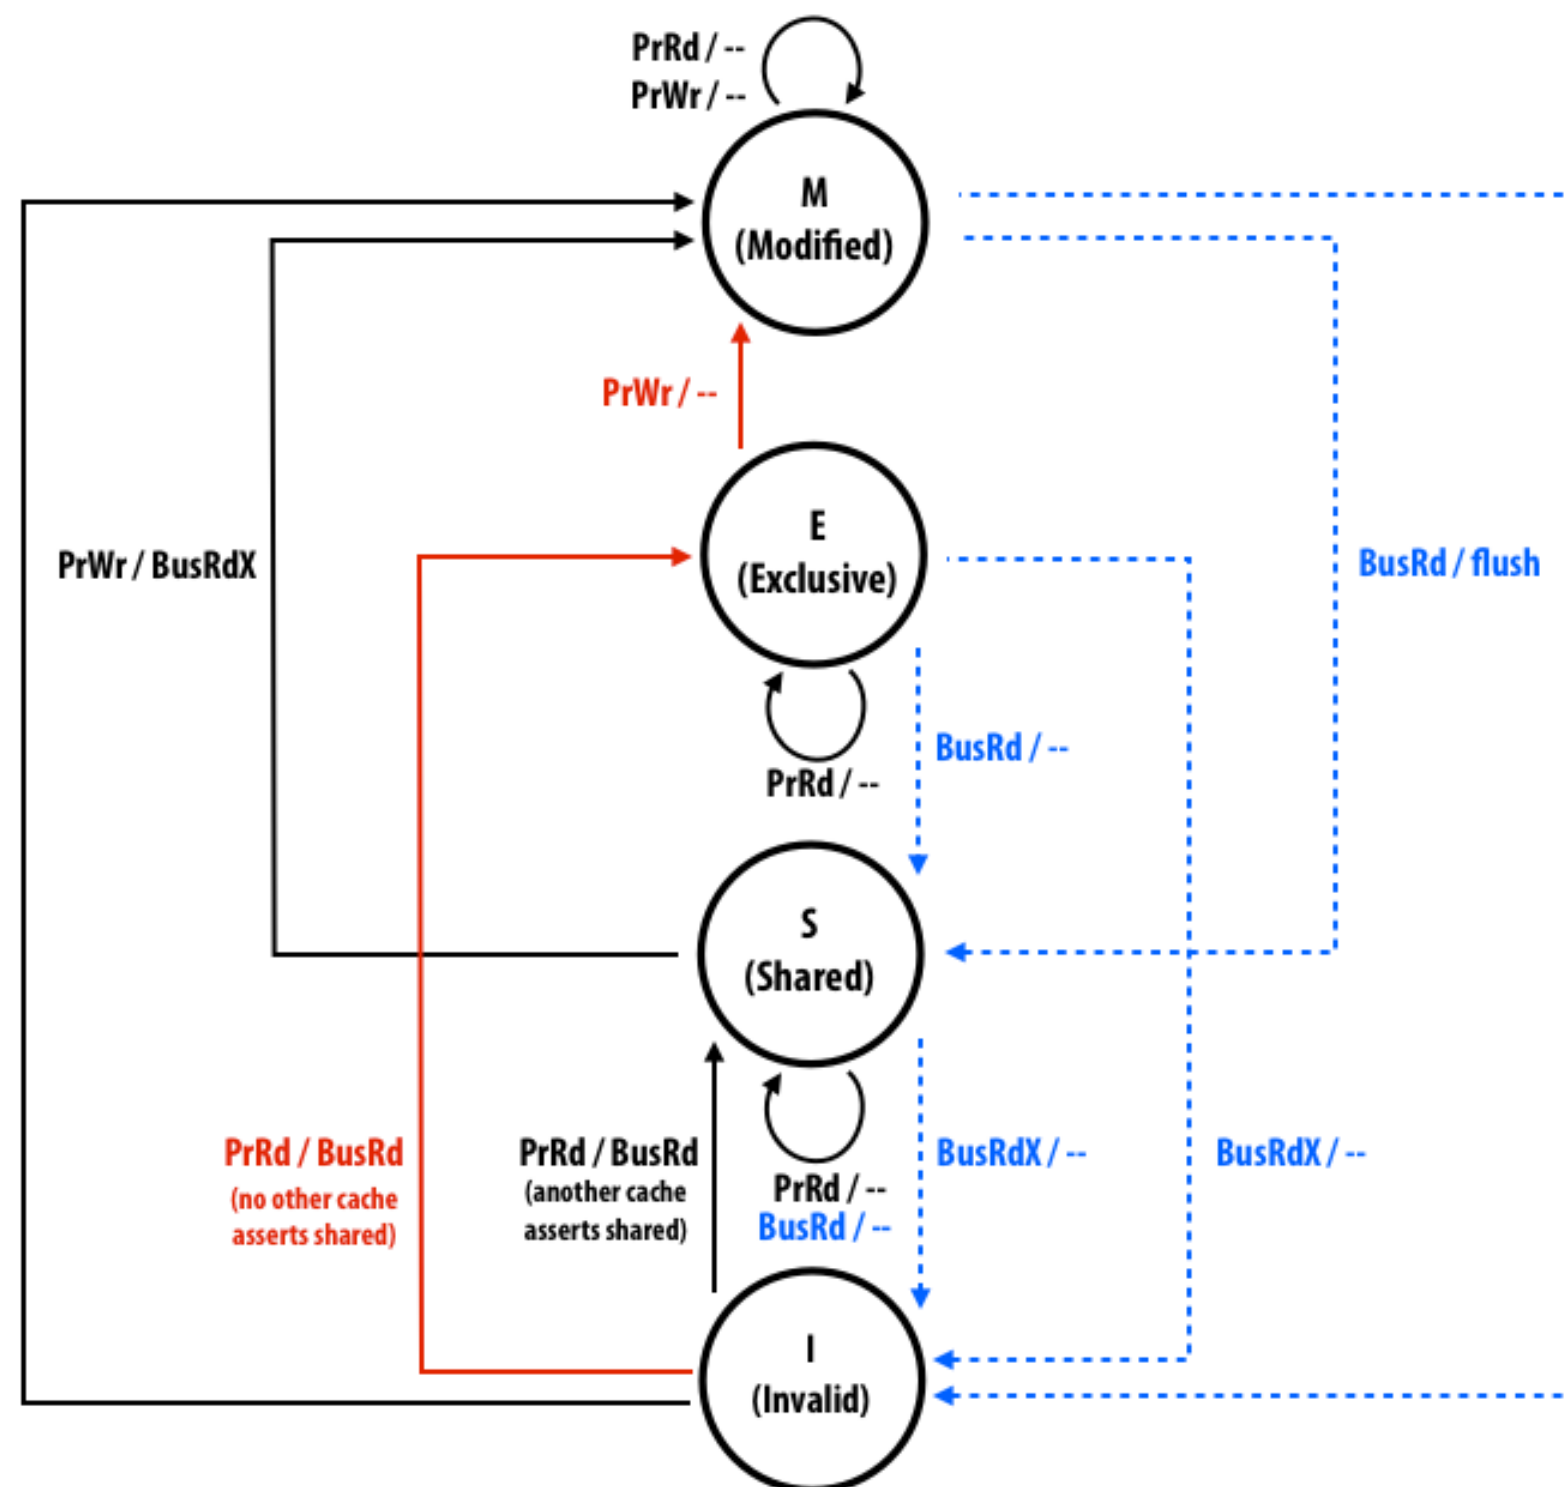 PrRd / --
PrWr / --
M
(Modified)
PrWr / --
E
(Exclusive)
PrWr / BusRdX
BusRd / flush
BusRd / --
PrRd / --
S
(Shared)
PrRd / BusRd
(no other cache
asserts shared)
PrRd / BusRd
(another cache
asserts shared)
PrRd / --
BusRd / --
BusRdX / --
BusRdX / --
I
(Invalid)